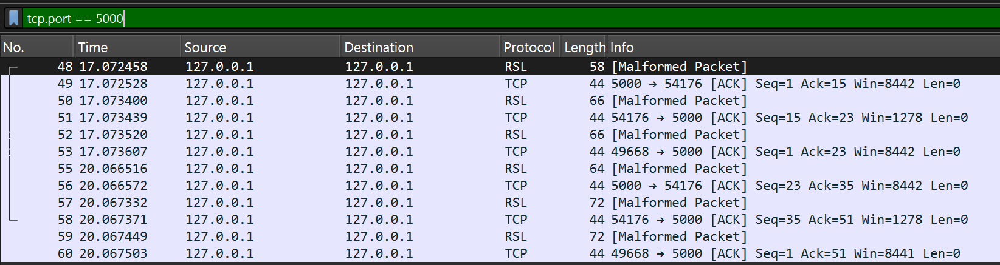 tcp.port == 5000
No. Time Source Destination Protocol Length Info
48 17.072458 127.0.0.1 127.0.0.1 RSL 58 [Malformed Packet]
49 17.072528 127.0.0.1 127.0.0.1 TCP 44 5000 → 54176 [ACK] Seq=1 Ack=15 Win=8442 Len=0
50 17.073400 127.0.0.1 127.0.0.1 RSL 66 [Malformed Packet]
51 17.073439 127.0.0.1 127.0.0.1 TCP 44 54176 → 5000 [ACK] Seq=15 Ack=23 Win=1278 Len=0
52 17.073520 127.0.0.1 127.0.0.1 RSL 66 [Malformed Packet]
53 17.073607 127.0.0.1 127.0.0.1 TCP 44 49668 → 5000 [ACK] Seq=1 Ack=23 Win=8442 Len=0
55 20.066516 127.0.0.1 127.0.0.1 RSL 64 [Malformed Packet]
56 20.066572 127.0.0.1 127.0.0.1 TCP 44 5000 → 54176 [ACK] Seq=23 Ack=35 Win=8442 Len=0
57 20.067332 127.0.0.1 127.0.0.1 RSL 72 [Malformed Packet]
58 20.067371 127.0.0.1 127.0.0.1 TCP 44 54176 → 5000 [ACK] Seq=35 Ack=51 Win=1278 Len=0
59 20.067449 127.0.0.1 127.0.0.1 RSL 72 [Malformed Packet]
60 20.067503 127.0.0.1 127.0.0.1 TCP 44 49668 → 5000 [ACK] Seq=1 Ack=51 Win=8441 Len=0